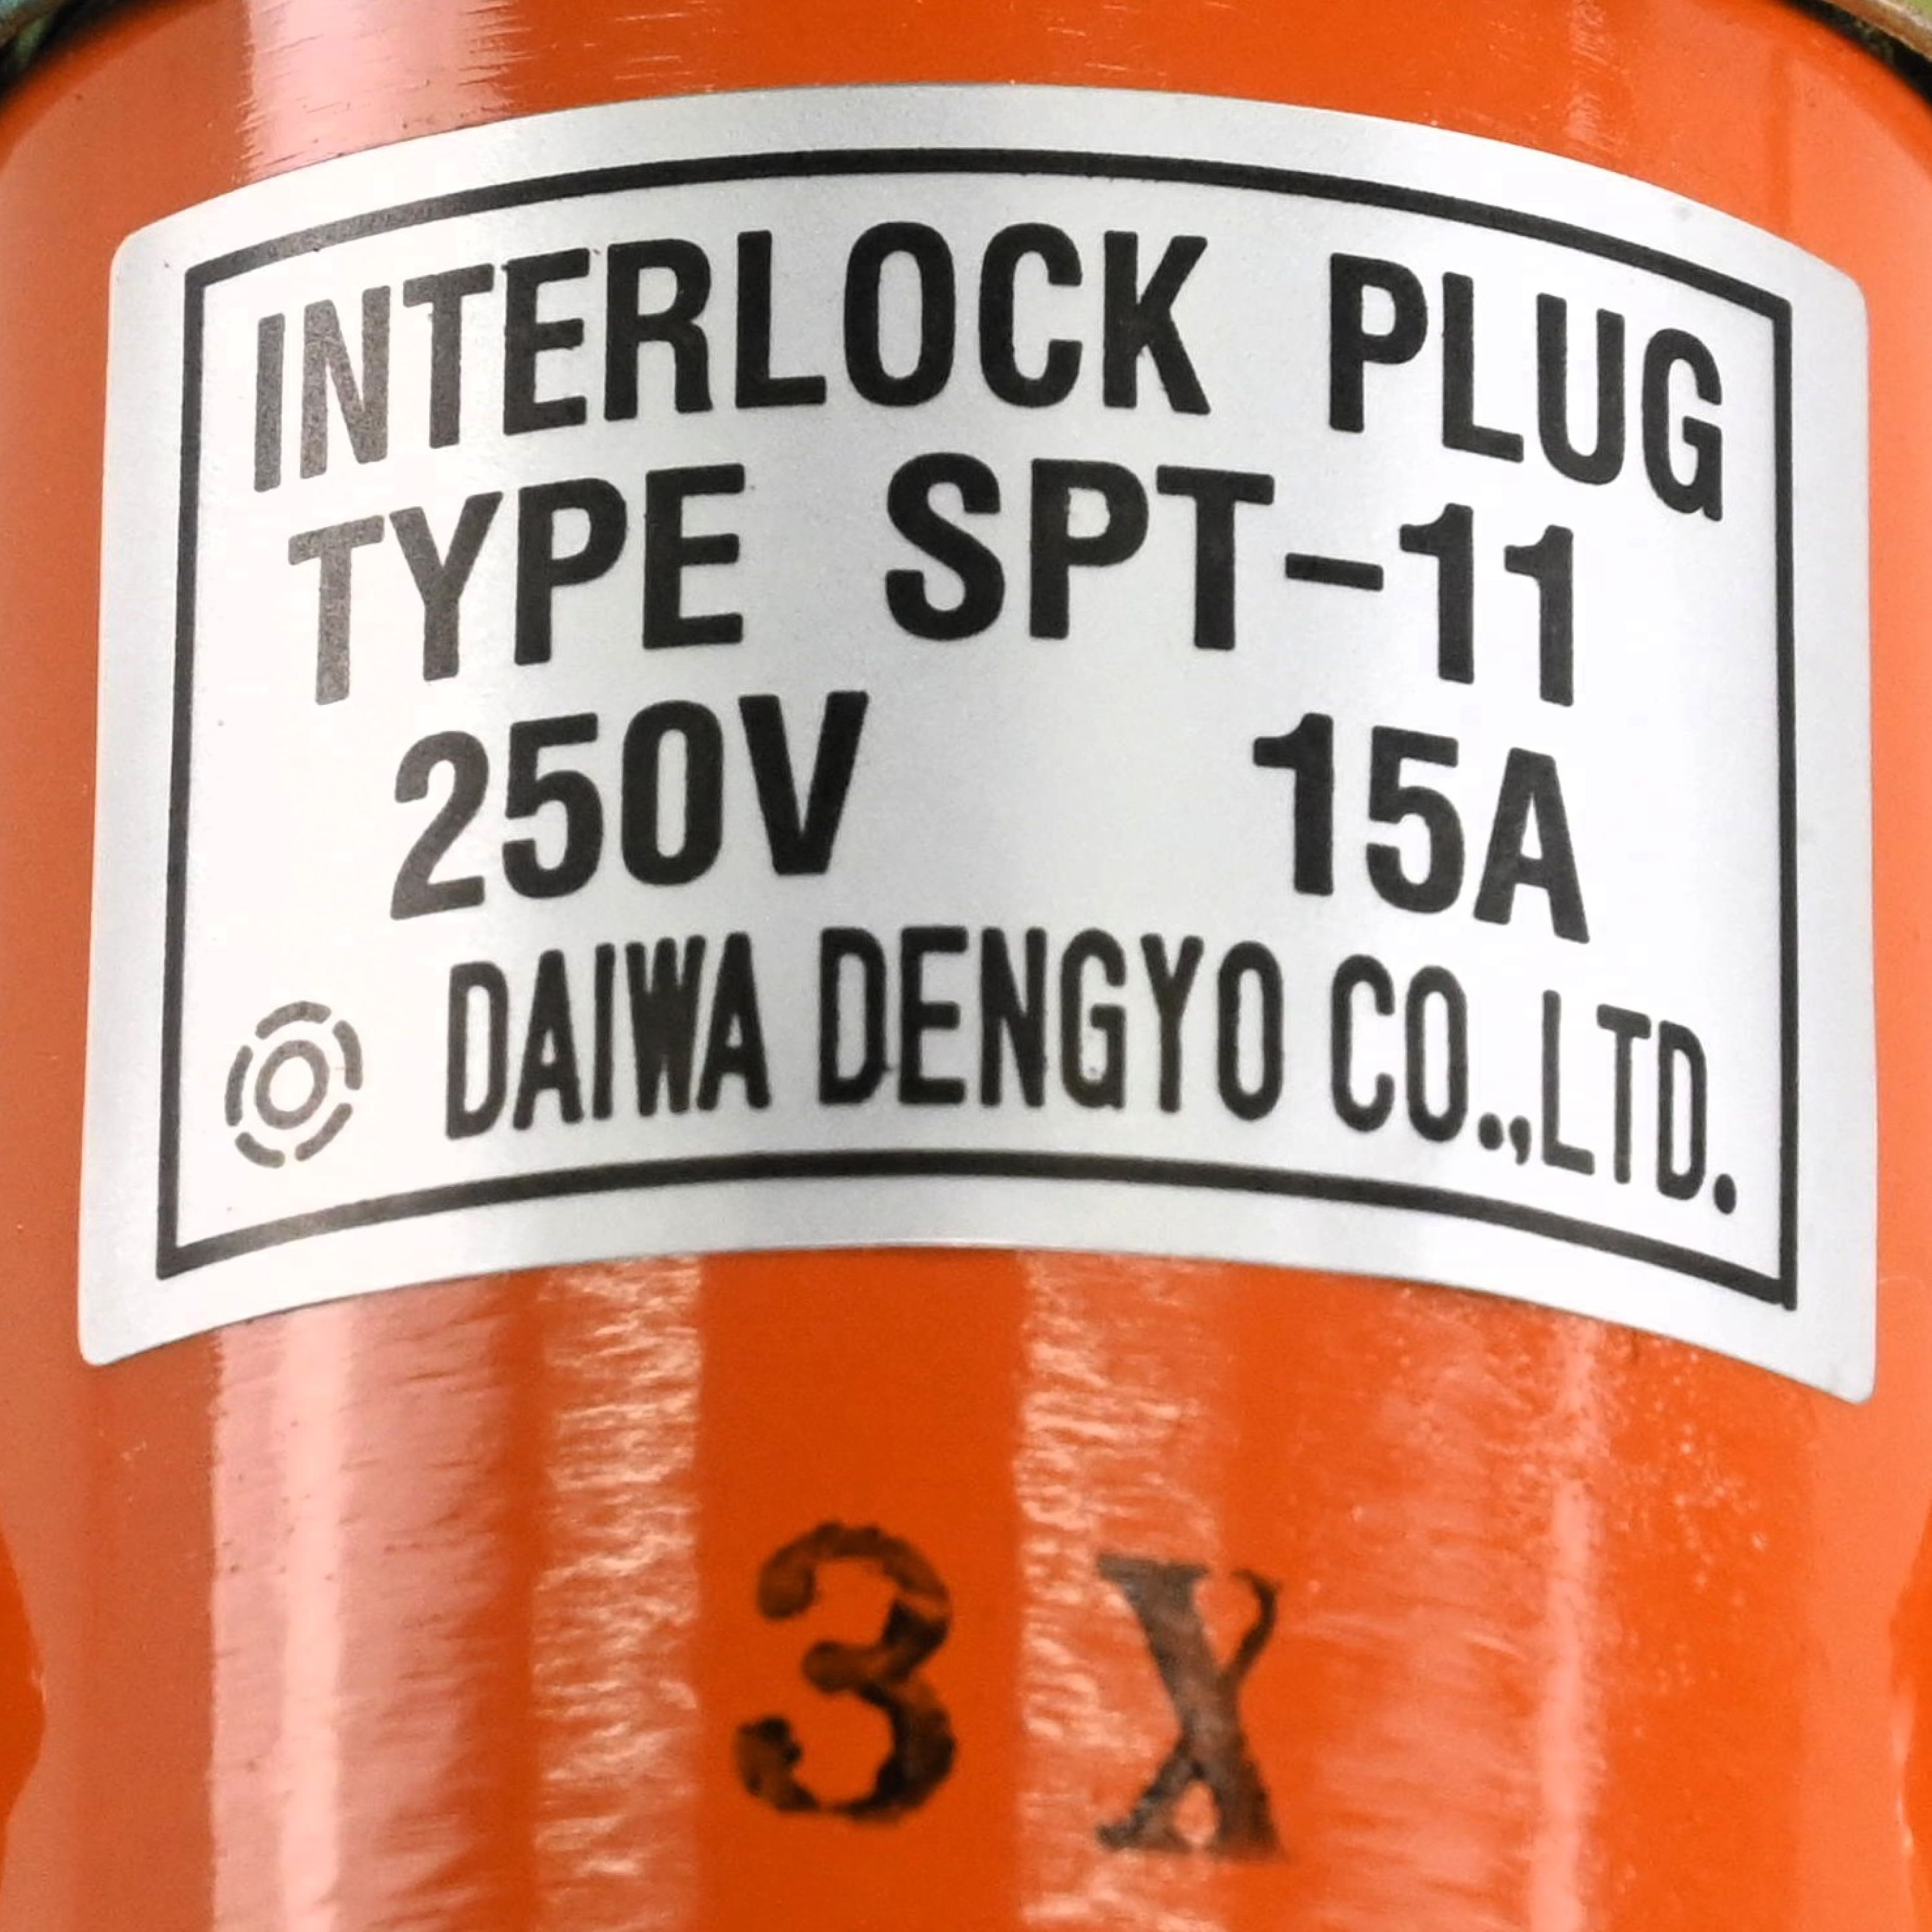 INTERLOCK PLUG
TYPE SPT-11
250V 15A
DAIWA DENGYO CO.,LTD.
3 X